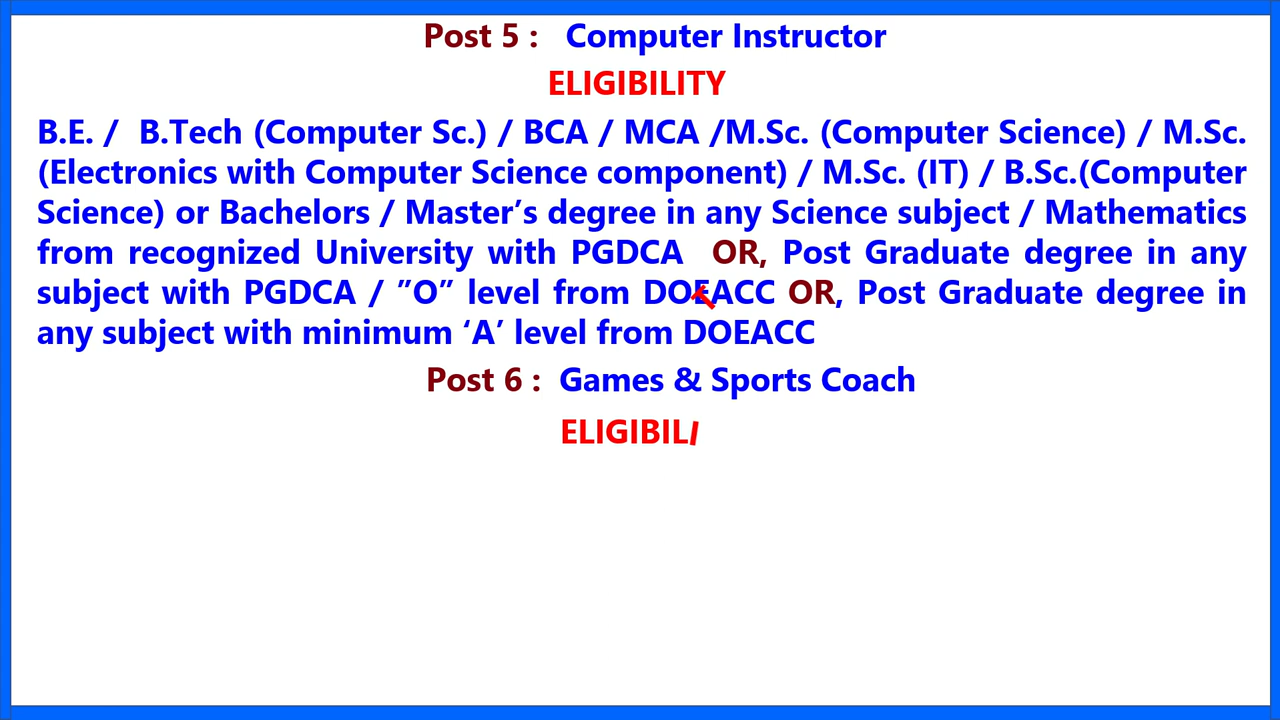 Post 5 : Computer Instructor
ELIGIBILITY
B.E. / B.Tech (Computer Sc.) / BCA / MCA /M.Sc. (Computer Science) / M.Sc.
(Electronics with Computer Science component) / M.Sc. (IT) / B.Sc.(Computer
Science) or Bachelors / Master’s degree in any Science subject / Mathematics
from recognized University with PGDCA OR, Post Graduate degree in any
subject with PGDCA / ”O” level from DOEACC OR, Post Graduate degree in
any subject with minimum ‘A’ level from DOEACC
Post 6 : Games & Sports Coach
ELIGIBILI